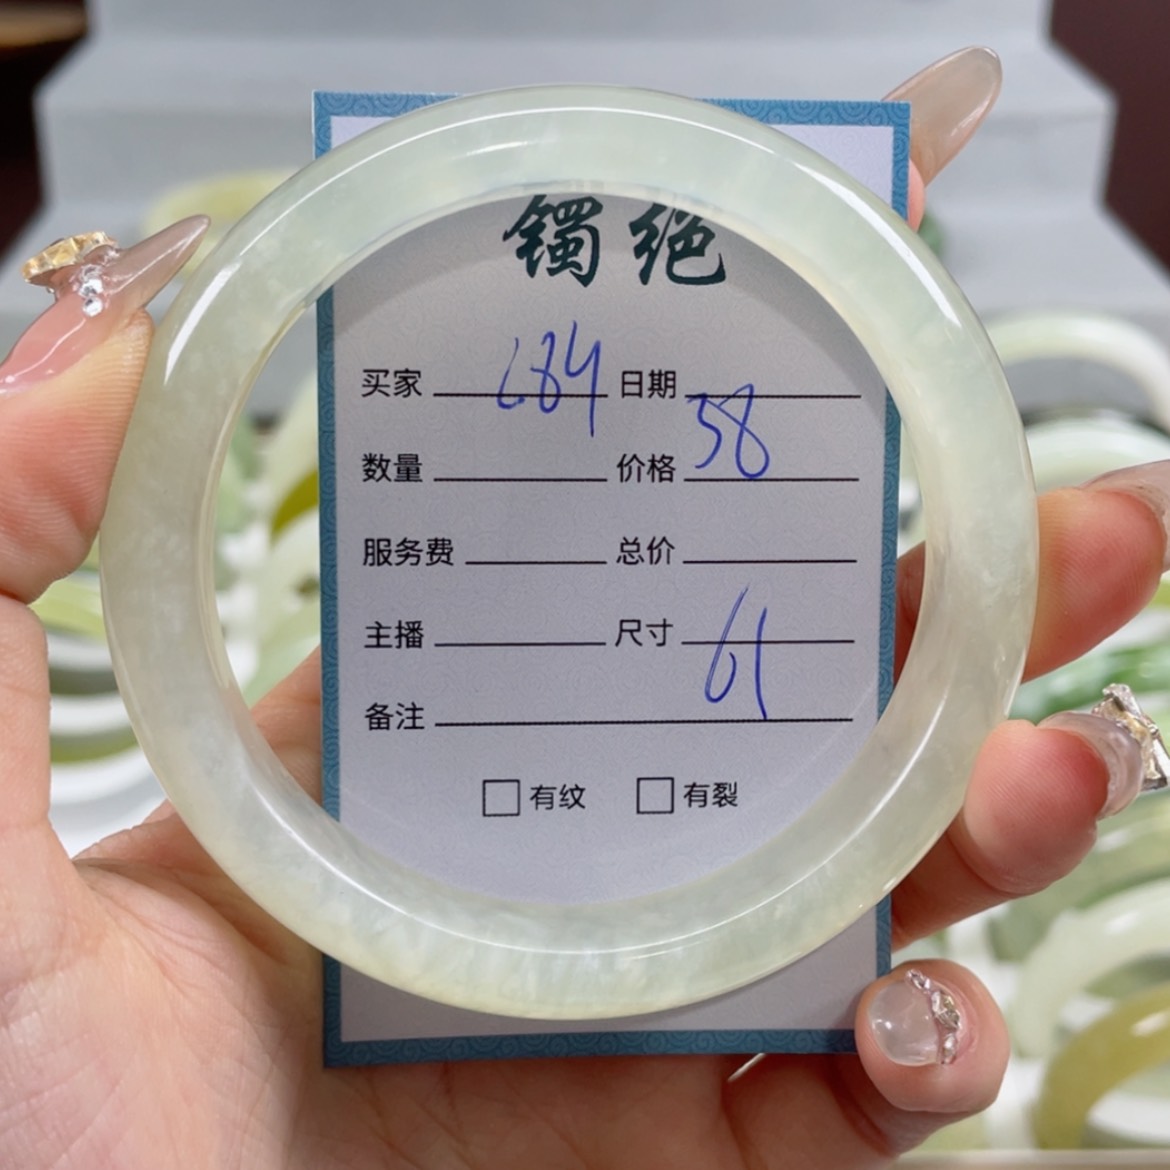 镯绝
买家 684 日期
数量 价格 58
服务费 总价
主播 尺寸 61
备注
□有纹 □有裂